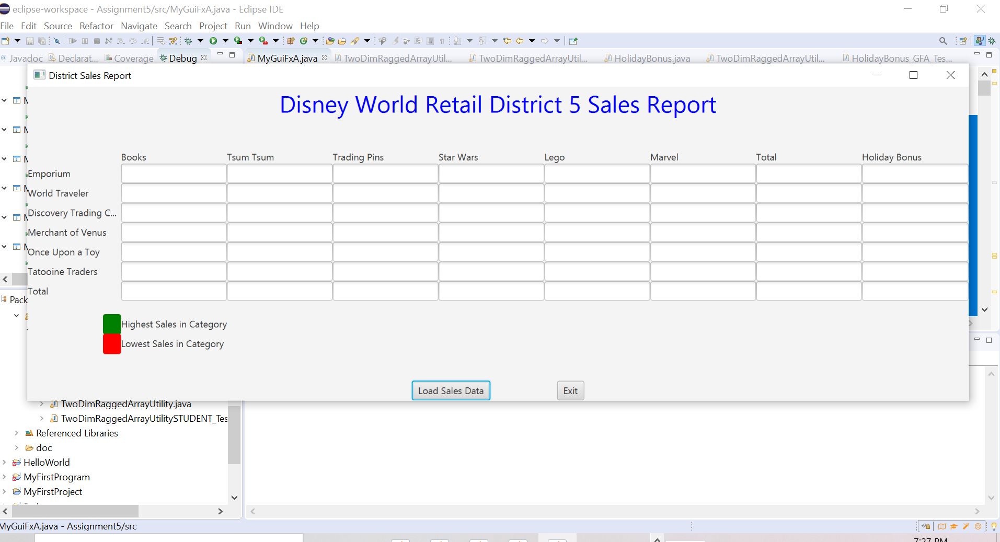 eclipse-workspace - Assignment5/src/MyGuiFxA.java - Eclipse IDE
File Edit Source Refactor Navigate Search Project Run Window Help
@ Javadoc Declarat... Coverage Debug MyGuiFxA.java TwoDimRaggedArrayUtil... TwoDimRaggedArrayUtil... HolidayBonus.java TwoDimRaggedArrayUtil... HolidayBonus_GFA_Tes...
District Sales Report
Disney World Retail District 5 Sales Report
Books Tsum Tsum Trading Pins Star Wars Lego Marvel Total Holiday Bonus
Emporium
World Traveler
Discovery Trading C...
Merchant of Venus
Once Upon a Toy
Tatooine Traders
Total
Pack
Highest Sales in Category
Lowest Sales in Category
Load Sales Data Exit
TwoDimRaggedArrayUtility.java
TwoDimRaggedArrayUtilitySTUDENT_Tes
Referenced Libraries
doc
HelloWorld
MyFirstProgram
MyFirstProject
MyGuiFxA.java - Assignment5/src
7:27 PM